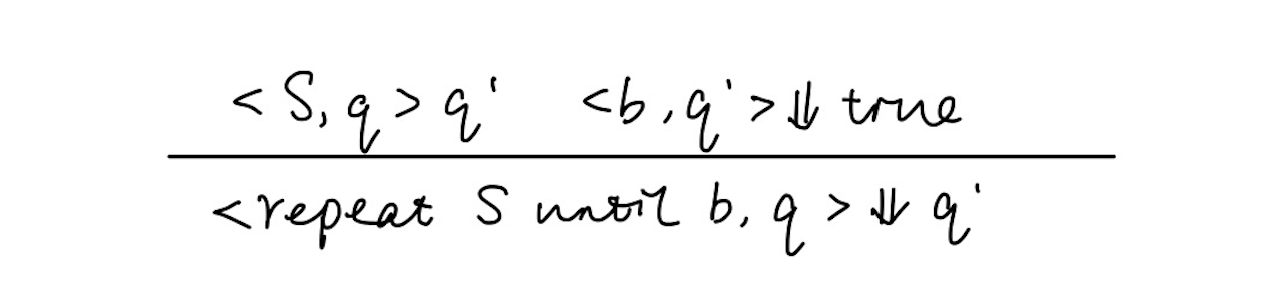 <S, q> q' <b, q'> ⇓ true
<repeat S until b, q> ⇓ q'